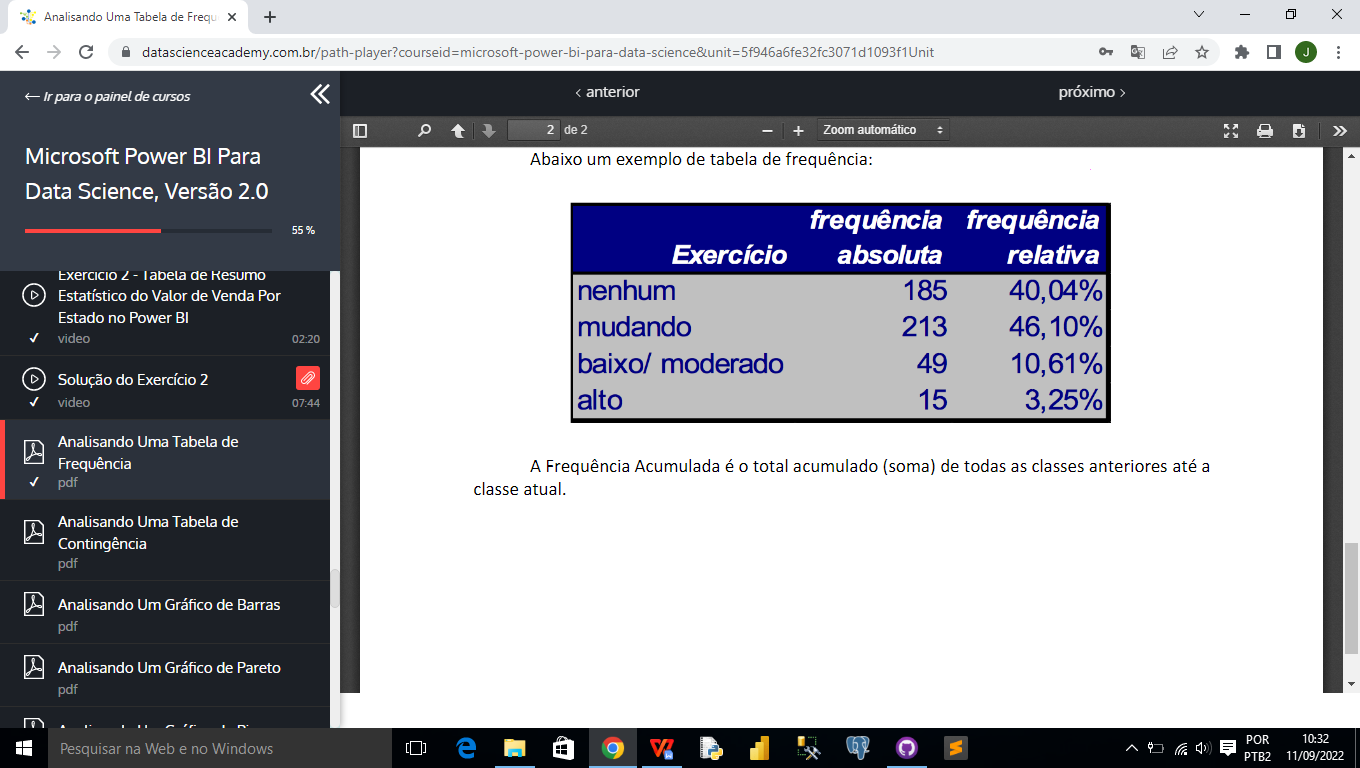 Analisando Uma Tabela de Frequ
datascienceacademy.com.br/path-player?courseid=microsoft-power-bi-para-data-science&unit=5f946a6fe32fc3071d1093f1Unit
J
← Ir para o painel de cursos
‹ anterior
próximo ›
2 de 2
Zoom automático
Microsoft Power BI Para
Data Science, Versão 2.0
55 %
Exercício 2 - Tabela de Resumo
Estatístico do Valor de Venda Por
Estado no Power BI
video 02:20
Solução do Exercício 2
video 07:44
Analisando Uma Tabela de
Frequência
pdf
Analisando Uma Tabela de
Contingência
pdf
Analisando Um Gráfico de Barras
pdf
Analisando Um Gráfico de Pareto
pdf
Abaixo um exemplo de tabela de frequência:
frequência frequência
Exercício absoluta relativa
nenhum 185 40,04%
mudando 213 46,10%
baixo/ moderado 49 10,61%
alto 15 3,25%
A Frequência Acumulada é o total acumulado (soma) de todas as classes anteriores até a
classe atual.
Pesquisar na Web e no Windows
POR
PTB2
10:32
11/09/2022